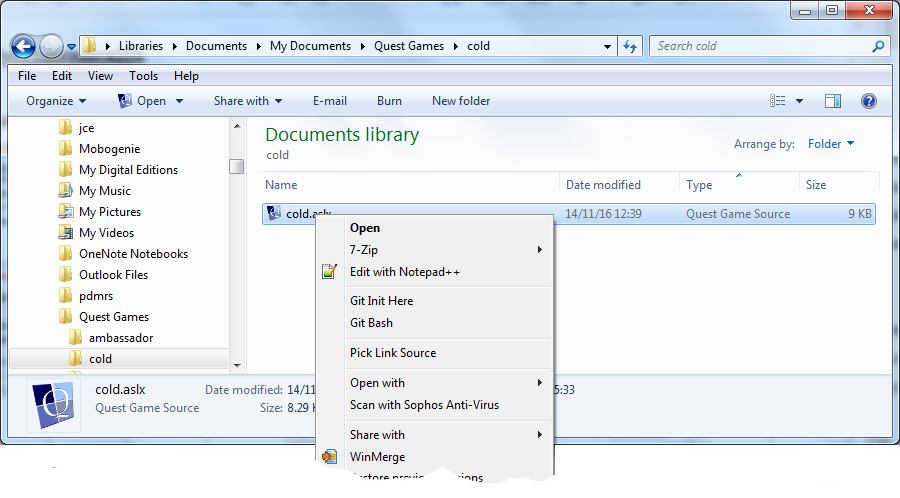 Libraries Documents My Documents Quest Games cold Search cold
File Edit View Tools Help
Organize Open Share with E-mail Burn New folder
jce
Mobogenie
My Digital Editions
My Music
My Pictures
My Videos
OneNote Notebooks
Outlook Files
pdmrs
Quest Games
ambassador
cold
Documents library
cold
Arrange by: Folder
Name Date modified Type Size
cold.aslx 14/11/16 12:39 Quest Game Source 9 KB
Open
7-Zip
Edit with Notepad++
Git Init Here
Git Bash
Pick Link Source
Open with
Scan with Sophos Anti-Virus
Share with
WinMerge
cold.aslx Date modified: 14/11
Quest Game Source Size: 8.29